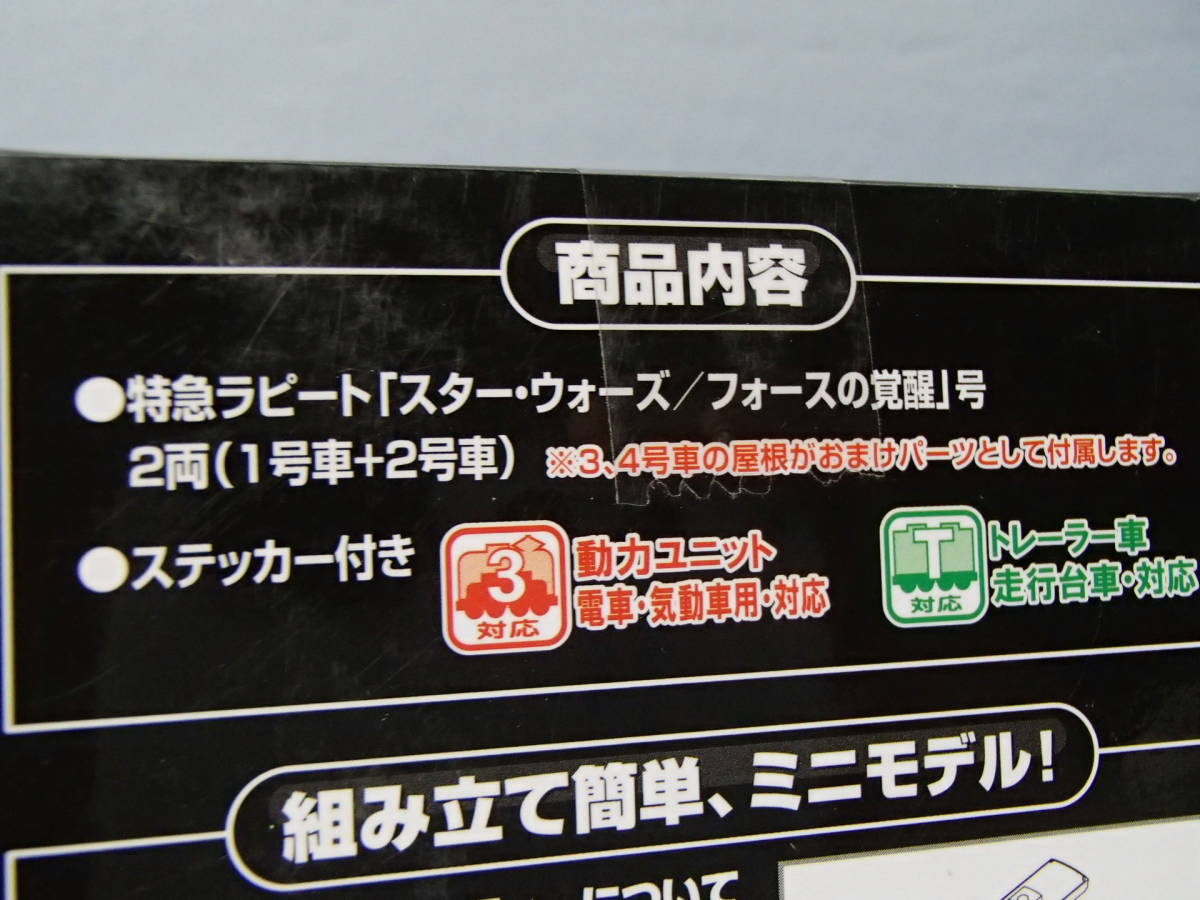 商品内容
●特急ラピート「スター・ウォーズ/フォースの覚醒」号
2両(1号車+2号車) ※3、4号車の屋根がおまけパーツとして付属します。
●ステッカー付き
3
対応
動力ユニット
電車・気動車用・対応
T
対応
トレーラー車
走行台車・対応
組み立て簡単、ミニモデル!
について